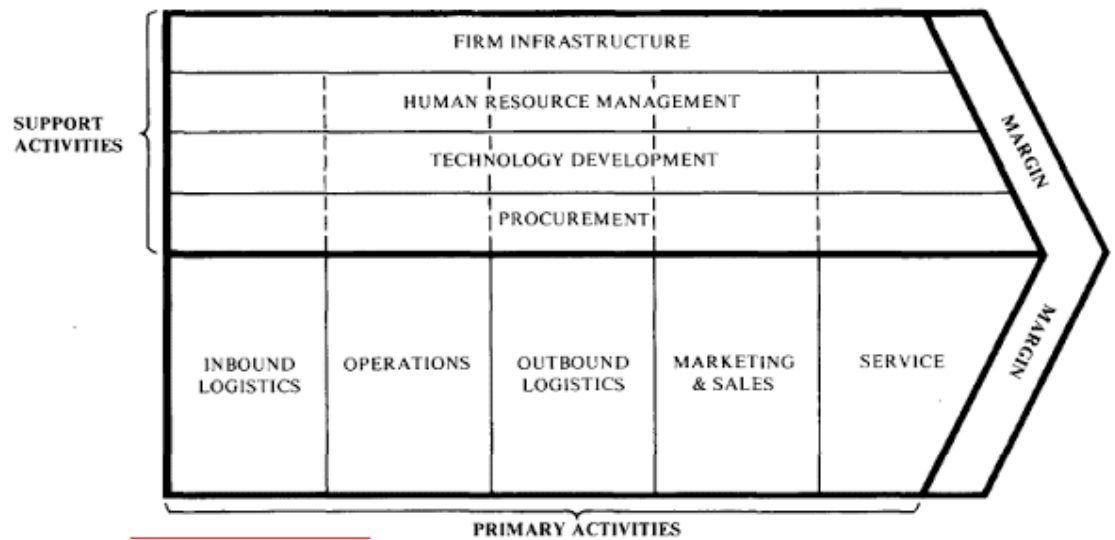 FIRM INFRASTRUCTURE
HUMAN RESOURCE MANAGEMENT
SUPPORT
ACTIVITIES
TECHNOLOGY DEVELOPMENT
PROCUREMENT
MARGIN
MARGIN
INBOUND
LOGISTICS
OPERATIONS
OUTBOUND
LOGISTICS
MARKETING
& SALES
SERVICE
PRIMARY ACTIVITIES